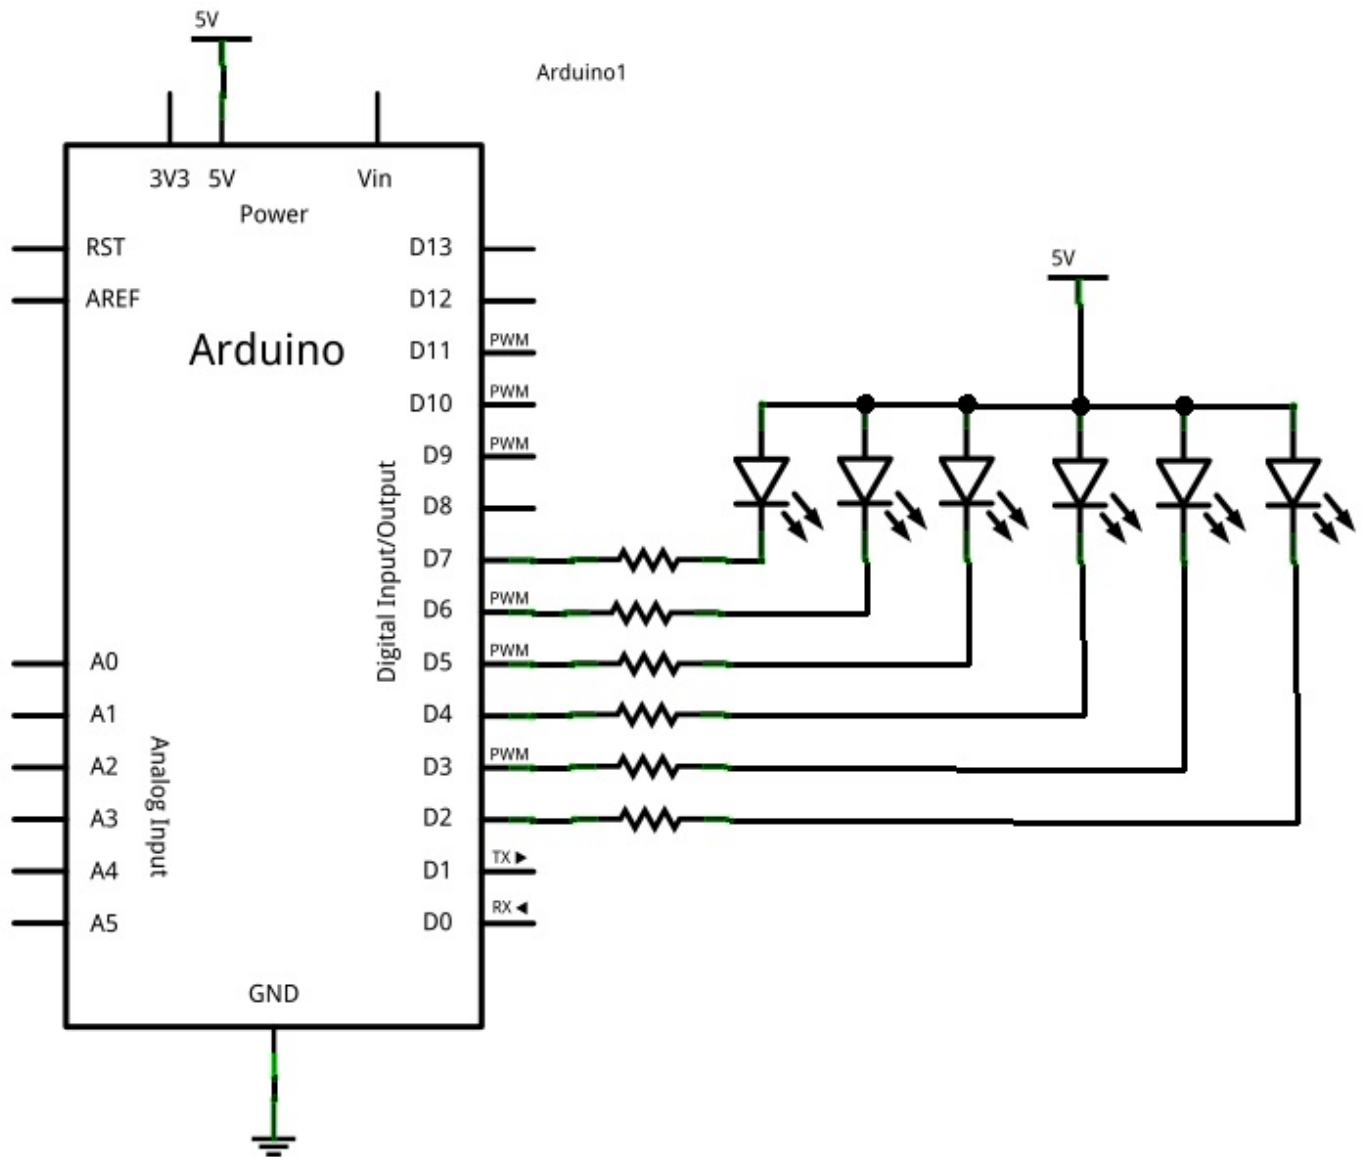 5V
Arduino1
3V3 5V Vin
Power
RST
D13
AREF
D12
5V
Arduino
D11 PWM
D10 PWM
D9 PWM
D8
Digital Input/Output
D7
D6 PWM
D5 PWM
A0
A1
D4
A2
D3 PWM
Analog Input
A3
D2
A4
D1 TX ►
A5
D0 RX ◄
GND